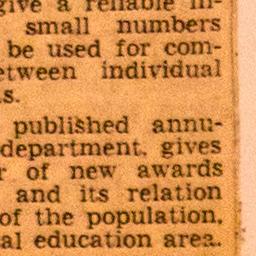 give a reliable in-
small numbers
be used for com-
etween individual
s.
published annu-
department, gives
r of new awards
and its relation
of the population,
al education area.